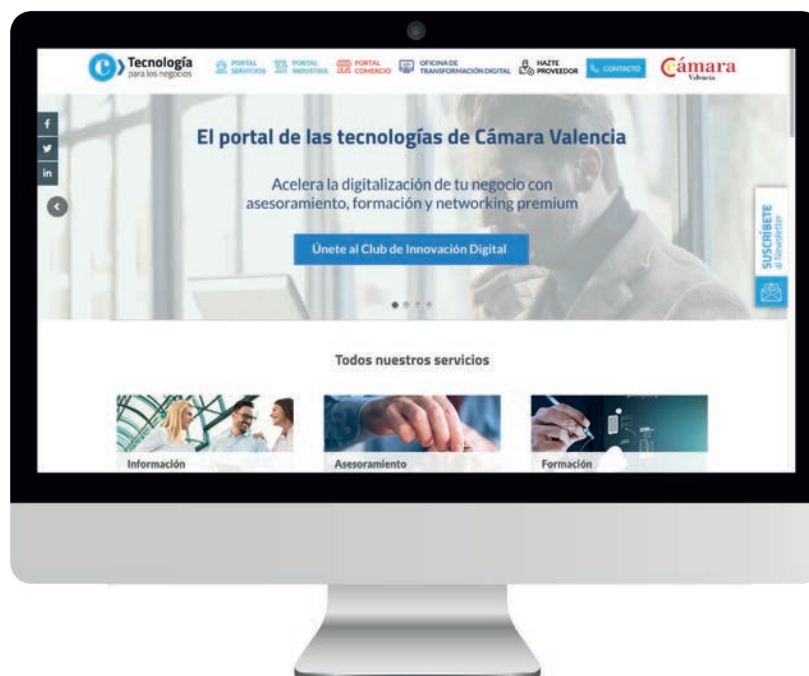 Tecnología
para los negocios
PORTAL
SERVICIOS
PORTAL
INDUSTRIA
PORTAL
COMERCIO
OFICINA DE
TRANSFORMACIÓN DIGITAL
HAZTE
PROVEEDOR
CONTACTO
Cámara
Valencia
El portal de las tecnologías de Cámara Valencia
Acelera la digitalización de tu negocio con
asesoramiento, formación y networking premium
Únete al Club de Innovación Digital
SUSCRÍBETE
al Newsletter
Todos nuestros servicios
Información
Asesoramiento
Formación